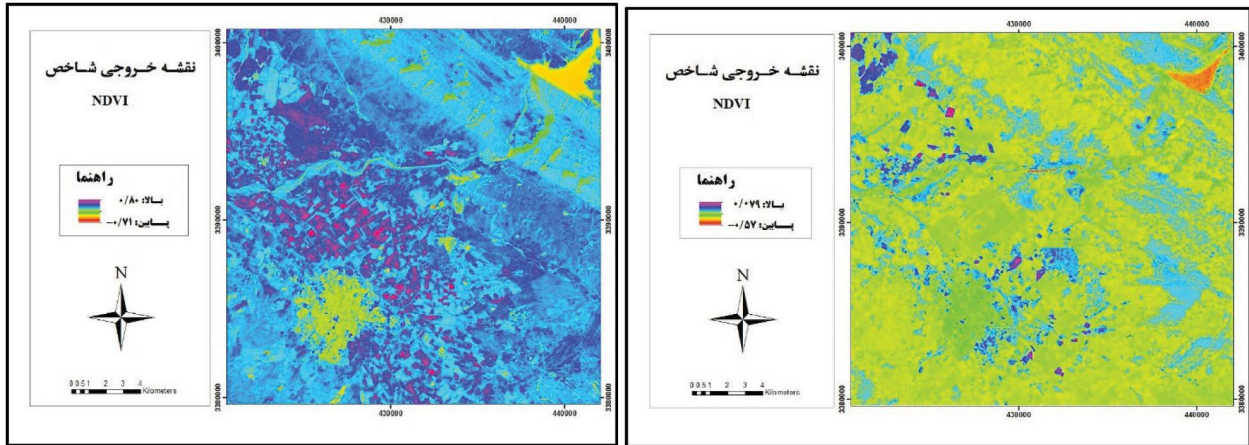 نقشه خروجی شاخص
NDVI
راهنما
بالا: ۰/۸۰
پایین: -۰/۷۱
N
0 0.5 1 2 3 4
Kilometers
430000
440000
3400000
3390000
3380000
430000
440000
نقشه خروجی شاخص
NDVI
راهنما
بالا: ۰/۰۷۹
پایین: -۰/۵۷
N
0 0.5 1 2 3 4
Kilometers
430000
440000
3400000
3390000
3380000
430000
440000